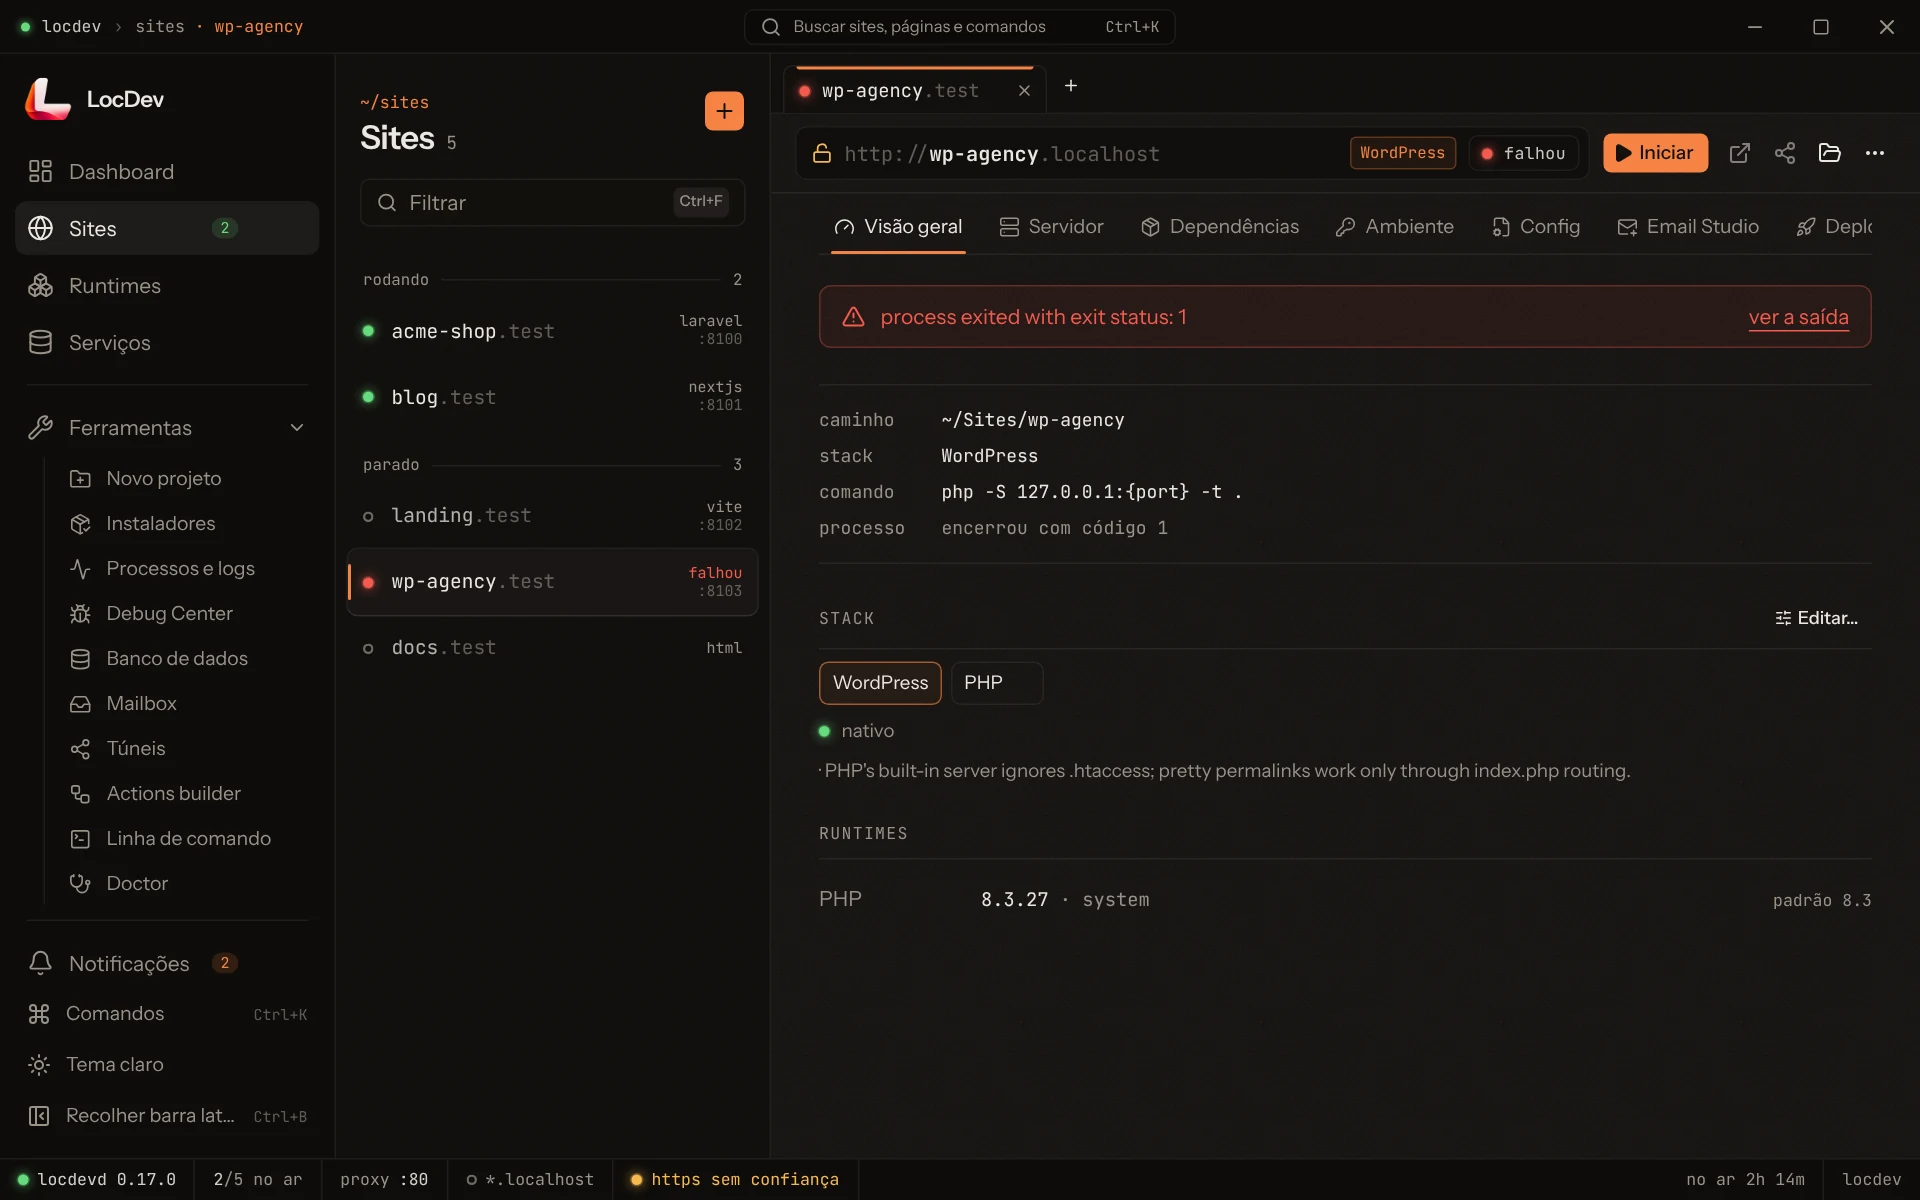 locdev › sites · wp-agency
Buscar sites, páginas e comandos Ctrl+K
LocDev
Dashboard
Sites 2
Runtimes
Serviços
Ferramentas
Novo projeto
Instaladores
Processos e logs
Debug Center
Banco de dados
Mailbox
Túneis
Actions builder
Linha de comando
Doctor
Notificações 2
Comandos Ctrl+K
Tema claro
Recolher barra lat... Ctrl+B
~/sites
Sites 5
Filtrar Ctrl+F
rodando 2
acme-shop.test laravel :8100
blog.test nextjs :8101
parado 3
landing.test vite :8102
wp-agency.test falhou :8103
docs.test html
wp-agency.test
http://wp-agency.localhost WordPress falhou Iniciar
Visão geral Servidor Dependências Ambiente Config Email Studio Deplo
process exited with exit status: 1 ver a saída
caminho ~/Sites/wp-agency
stack WordPress
comando php -S 127.0.0.1:{port} -t .
processo encerrou com código 1
STACK Editar...
WordPress PHP
nativo
· PHP's built-in server ignores .htaccess; pretty permalinks work only through index.php routing.
RUNTIMES
PHP 8.3.27 · system padrão 8.3
locdevd 0.17.0 2/5 no ar proxy :80 *.localhost https sem confiança no ar 2h 14m locdev